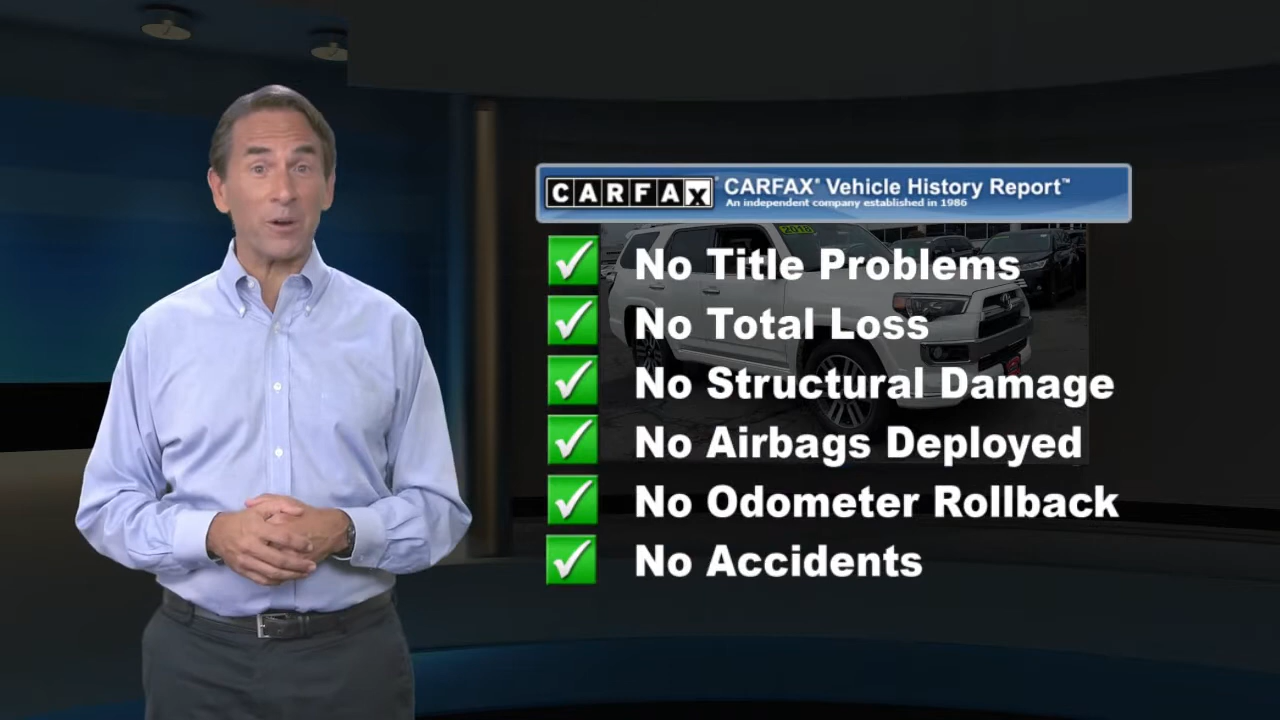 CARFAX
CARFAX® Vehicle History Report™
An independent company established in 1986
2016
No Title Problems
No Total Loss
No Structural Damage
No Airbags Deployed
No Odometer Rollback
No Accidents